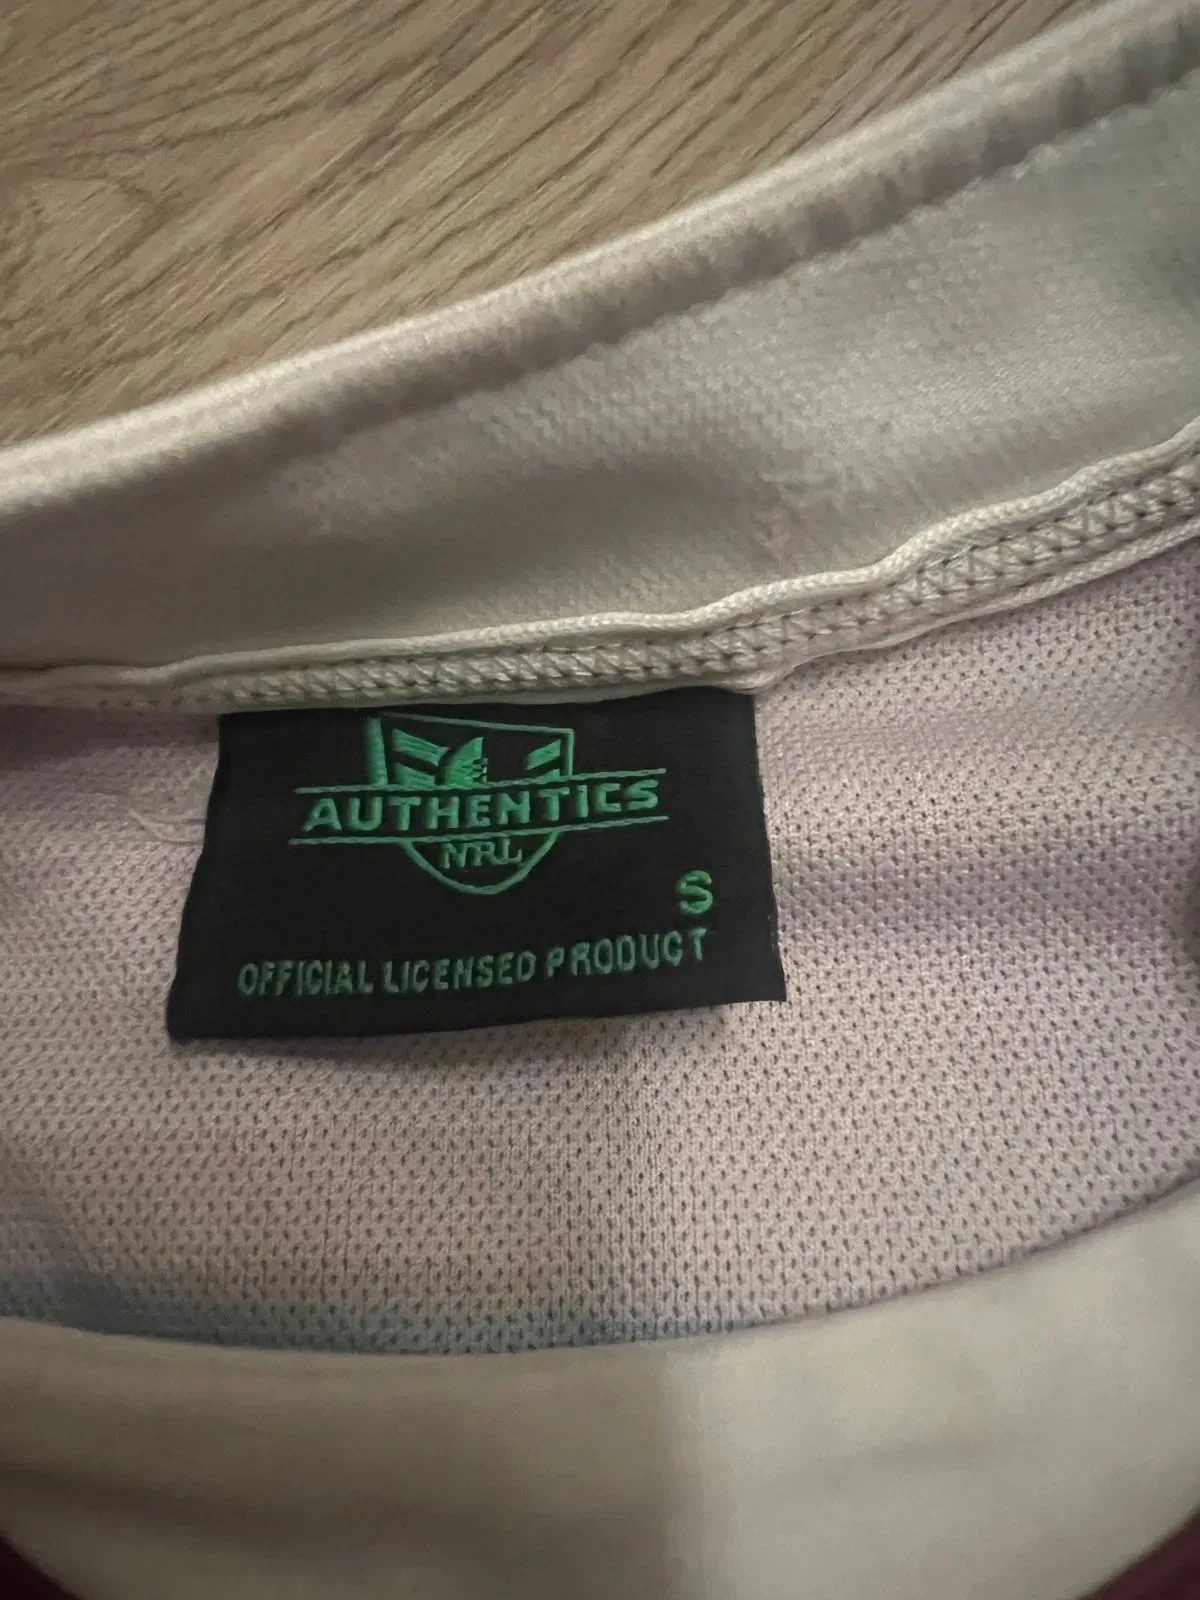 AUTHENTICS
NRL
S
OFFICIAL LICENSED PRODUCT